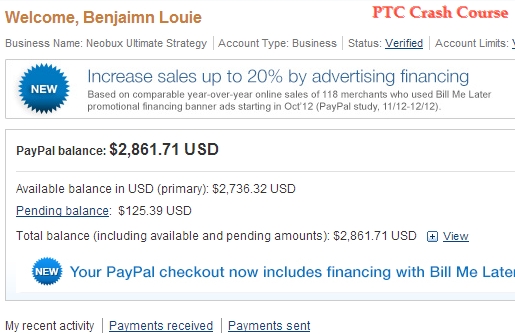 Welcome, Benjaimn Louie
PTC Crash Course
Business Name: Neobux Ultimate Strategy Account Type: Business Status: Verified Account Limits:
NEW
Increase sales up to 20% by advertising financing
Based on comparable year-over-year online sales of 118 merchants who used Bill Me Later
promotional financing banner ads starting in Oct'12 (PayPal study, 11/12-12/12).
PayPal balance: $2,861.71 USD
Available balance in USD (primary): $2,736.32 USD
Pending balance: $125.39 USD
Total balance (including available and pending amounts): $2,861.71 USD + View
NEW Your PayPal checkout now includes financing with Bill Me Later
My recent activity Payments received Payments sent